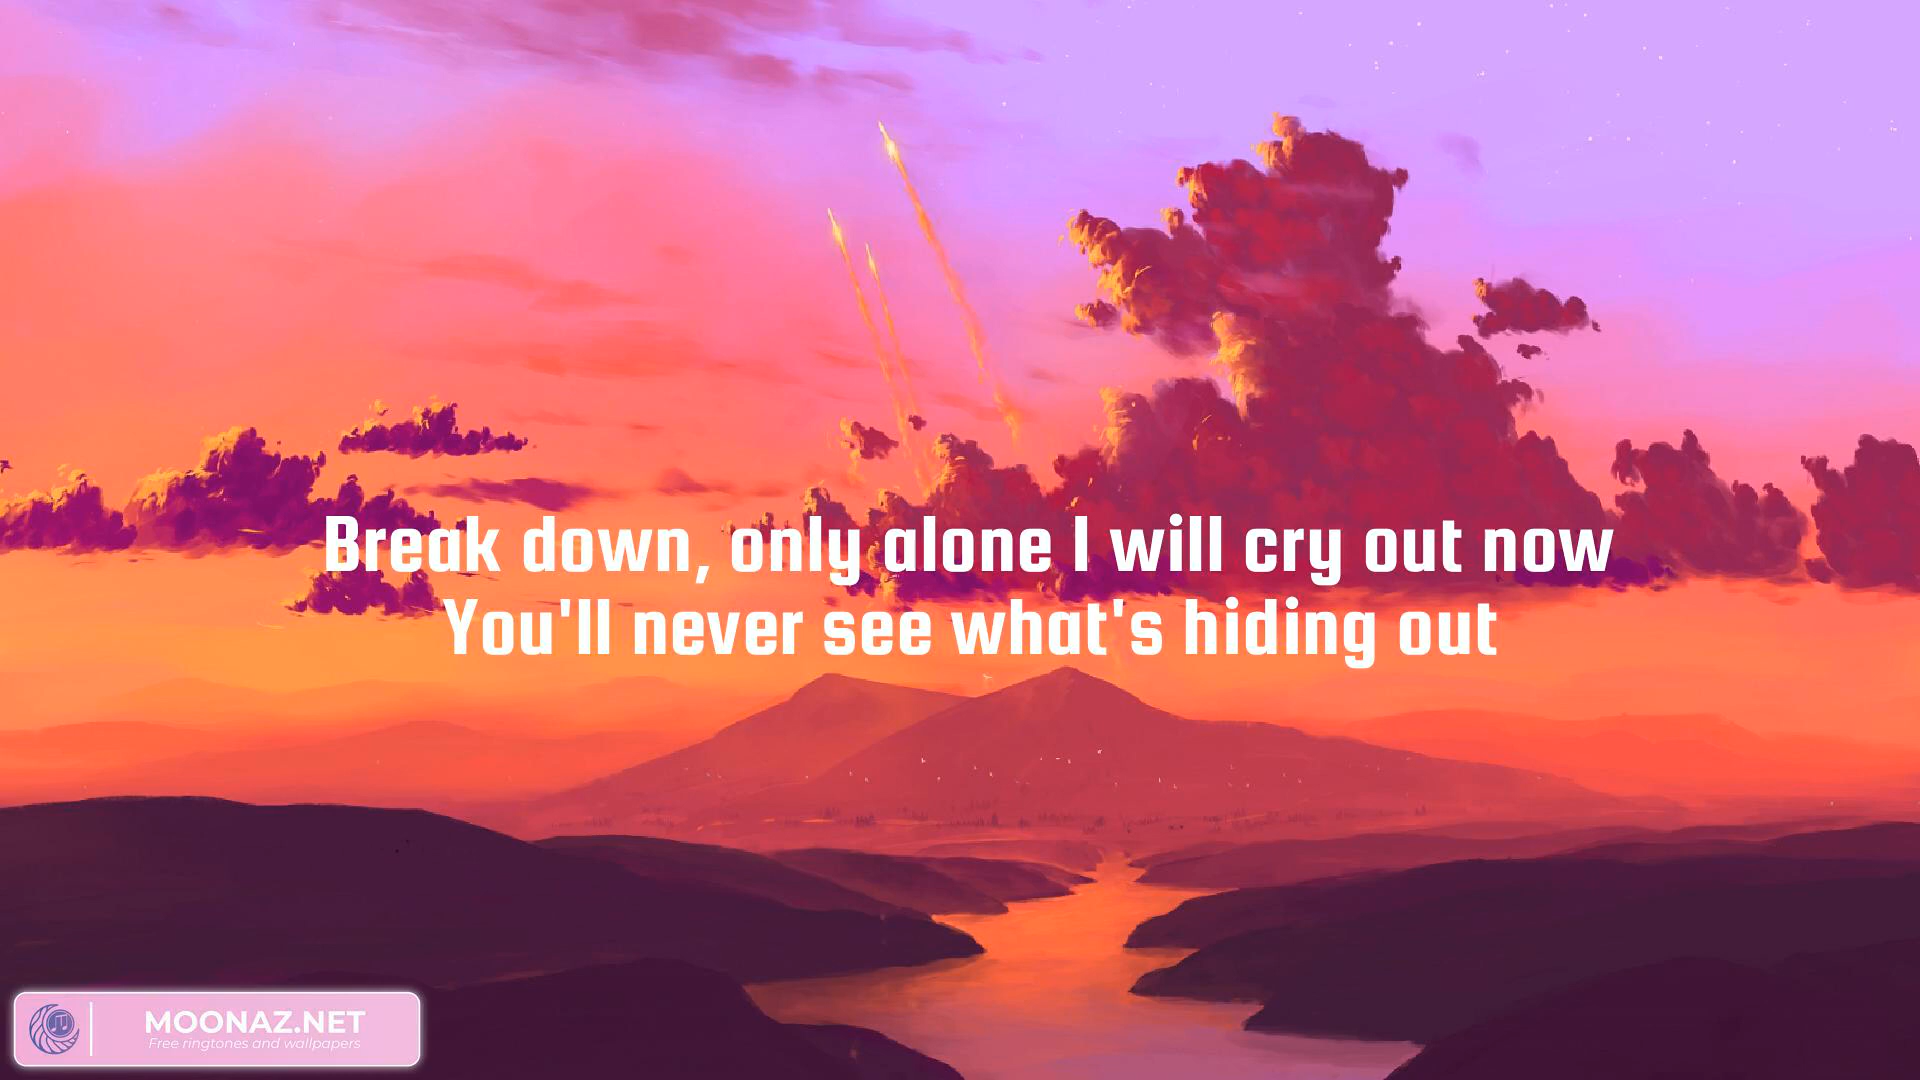 Break down, only alone I will cry out now
You'll never see what's hiding out
MOONAZ.NET
Free ringtones and wallpapers